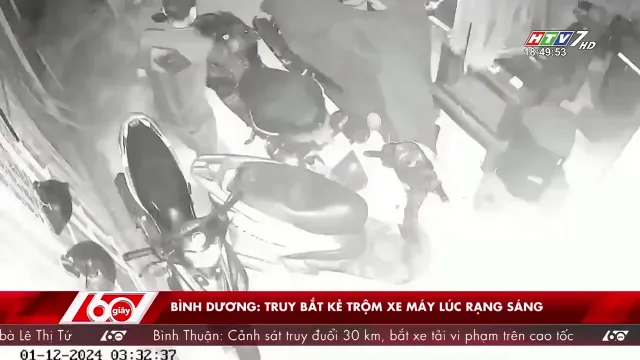 HTV7 HD
18:49:53
60 giây
BÌNH DƯƠNG: TRUY BẮT KẺ TRỘM XE MÁY LÚC RẠNG SÁNG
bà Lê Thị Tứ 60 Bình Thuận: Cảnh sát truy đuổi 30 km, bắt xe tải vi phạm trên cao tốc 60
01-12-2024 03:32:37